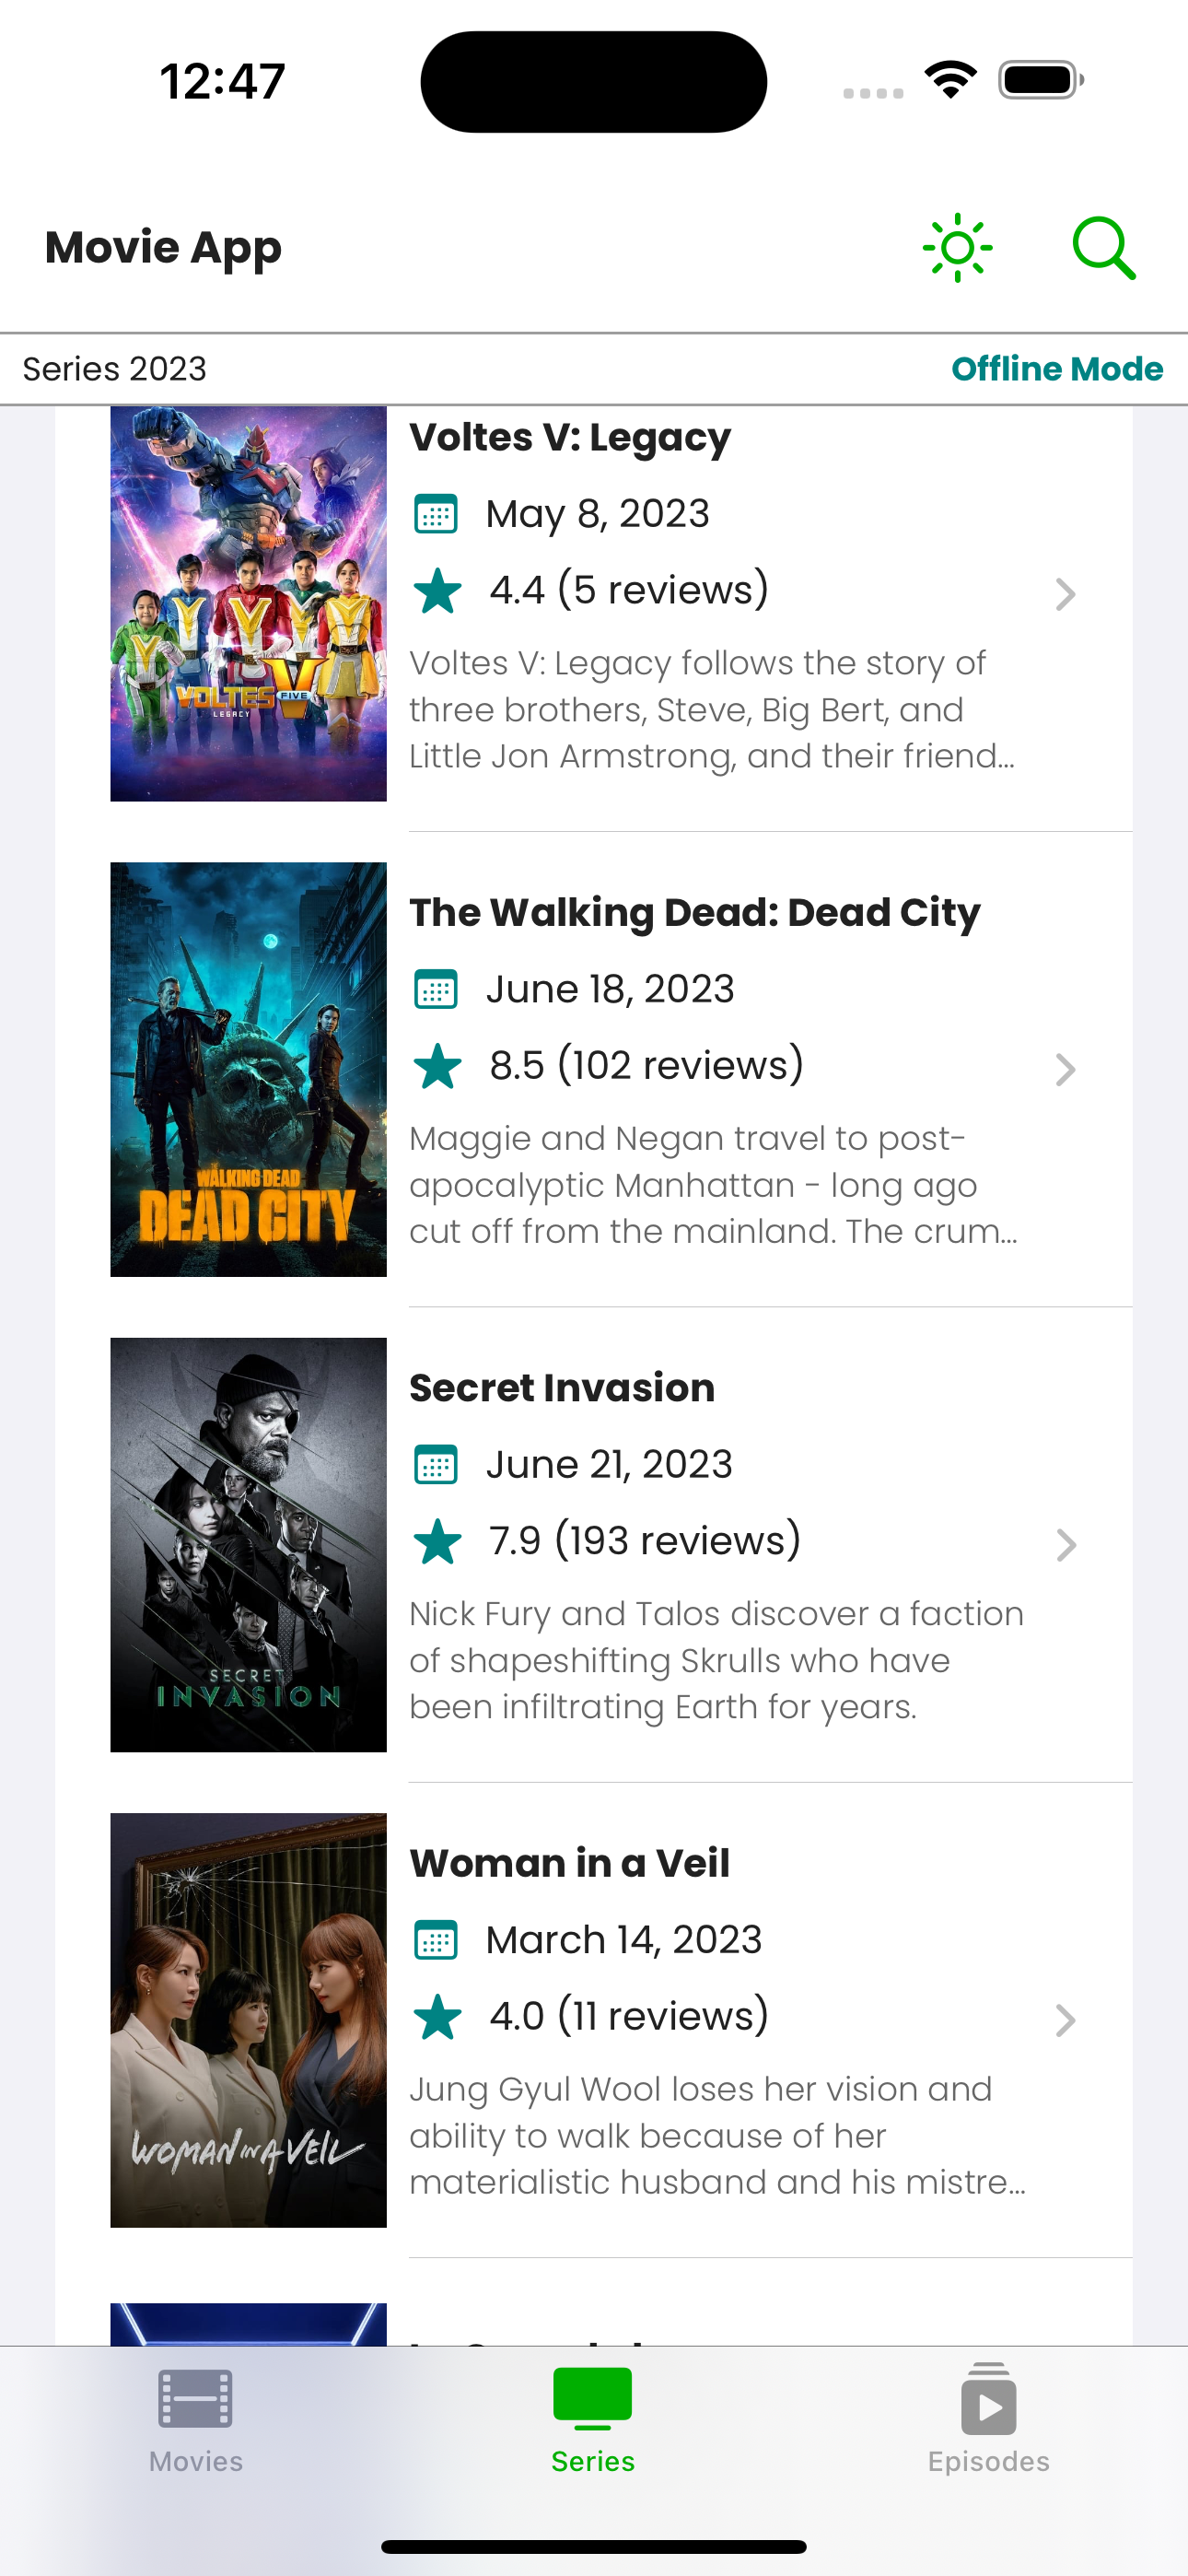 12:47
Movie App
Series 2023
Offline Mode
Voltes V: Legacy
May 8, 2023
4.4 (5 reviews)
Voltes V: Legacy follows the story of
three brothers, Steve, Big Bert, and
Little Jon Armstrong, and their friend...
VOLTES
FIVE
LEGACY
The Walking Dead: Dead City
June 18, 2023
8.5 (102 reviews)
Maggie and Negan travel to post-
apocalyptic Manhattan - long ago
cut off from the mainland. The crum...
THE
WALKING DEAD
DEAD CITY
Secret Invasion
June 21, 2023
7.9 (193 reviews)
Nick Fury and Talos discover a faction
of shapeshifting Skrulls who have
been infiltrating Earth for years.
SECRET
INVASION
Woman in a Veil
March 14, 2023
4.0 (11 reviews)
Jung Gyul Wool loses her vision and
ability to walk because of her
materialistic husband and his mistre...
WOMAN IN A VEIL
Movies
Series
Episodes